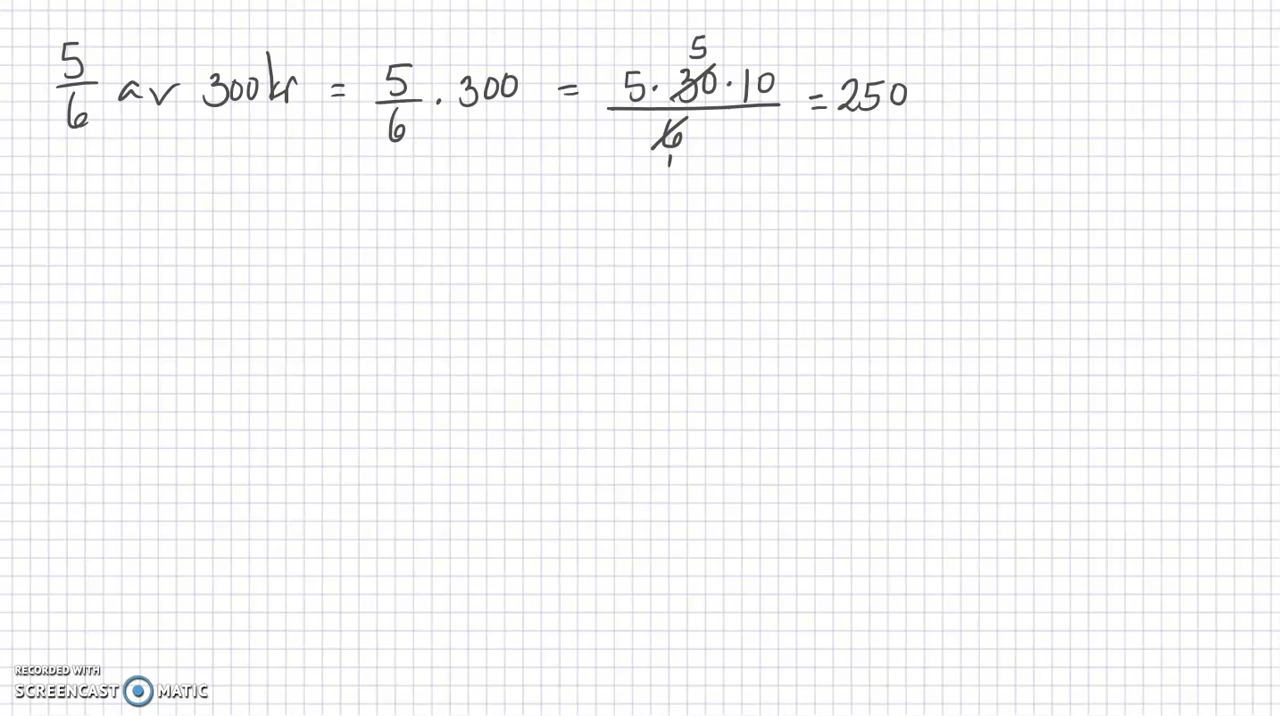 5/6 av 300kr = 5/6 · 300 = 5 · 30 · 10 / 6 = 250
5
1
RECORDED WITH
SCREENCAST MATIC